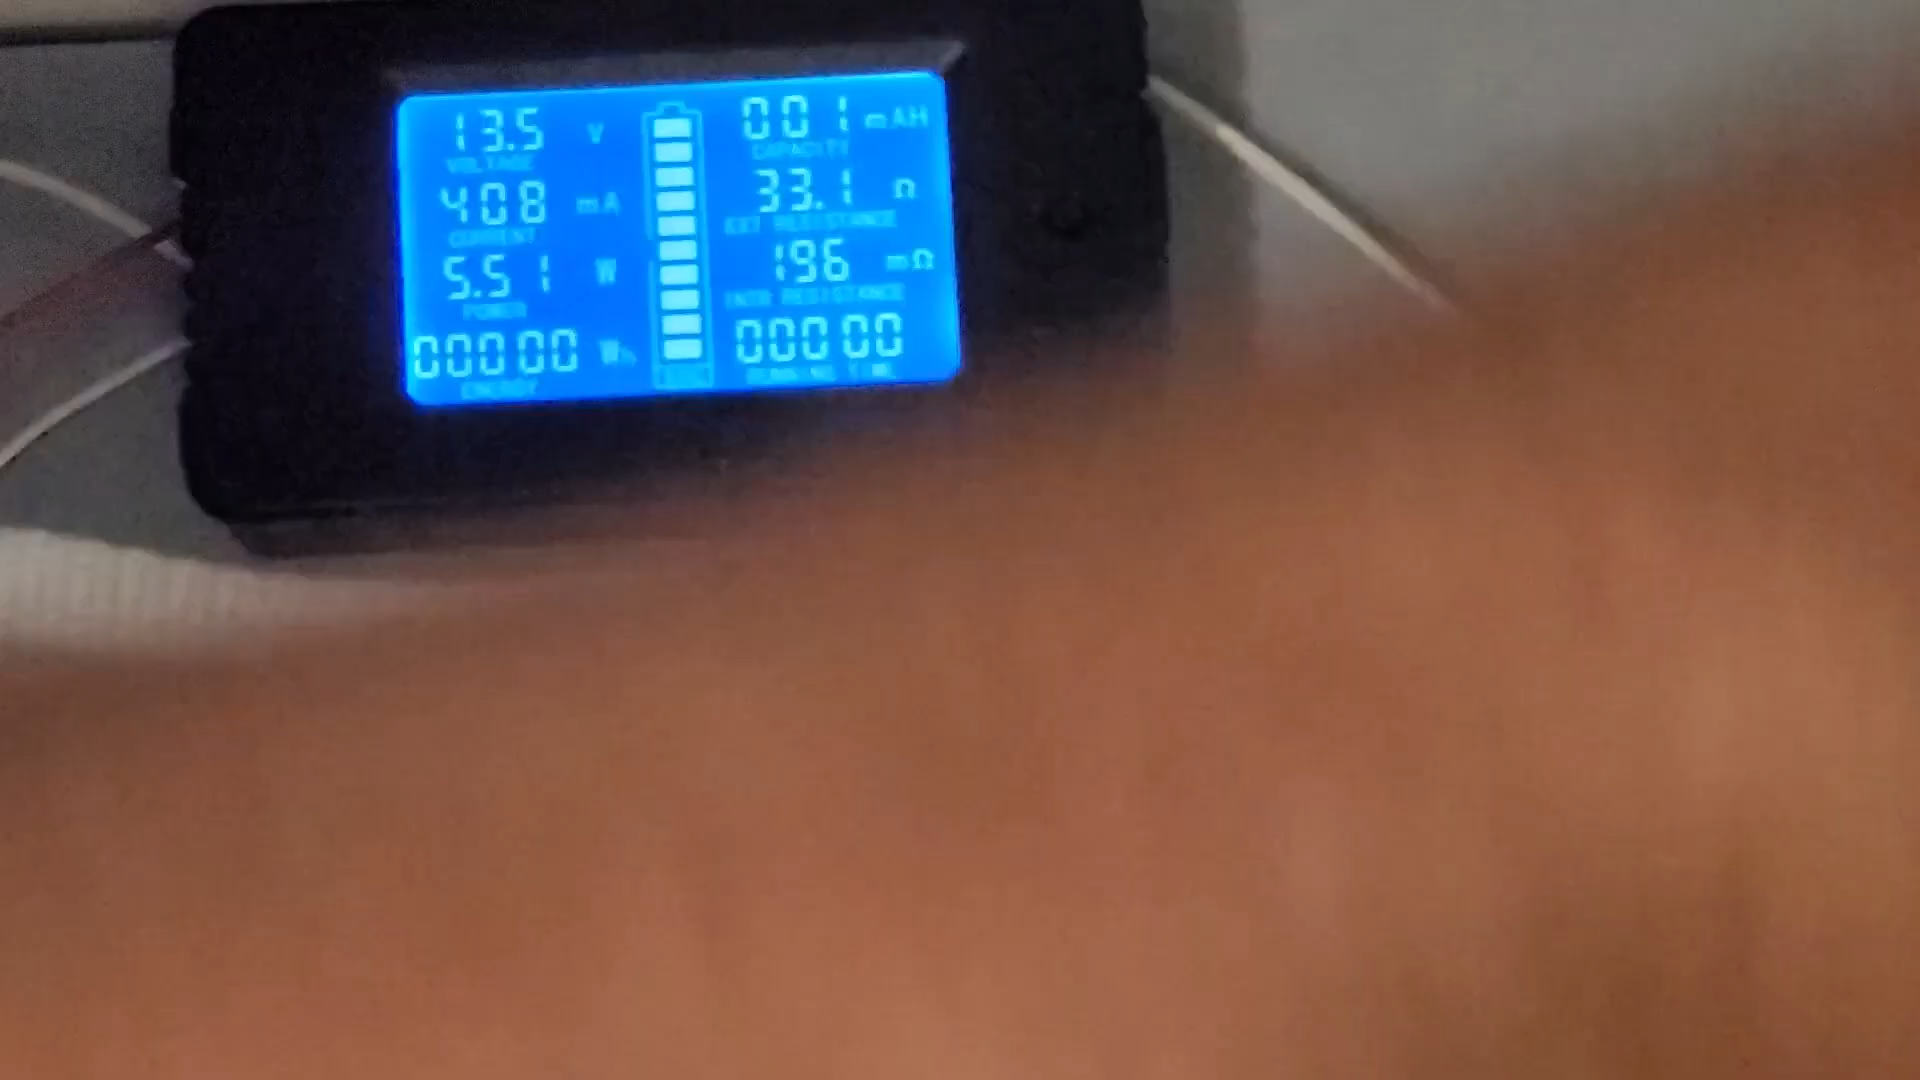 13.5 V
VOLTAGE
408 mA
CURRENT
5.51 W
POWER
00000 Wh
ENERGY
001 mAH
CAPACITY
33.1 Ω
EXT RESISTANCE
196 mΩ
INTR RESISTANCE
00000
RUNNING TIME